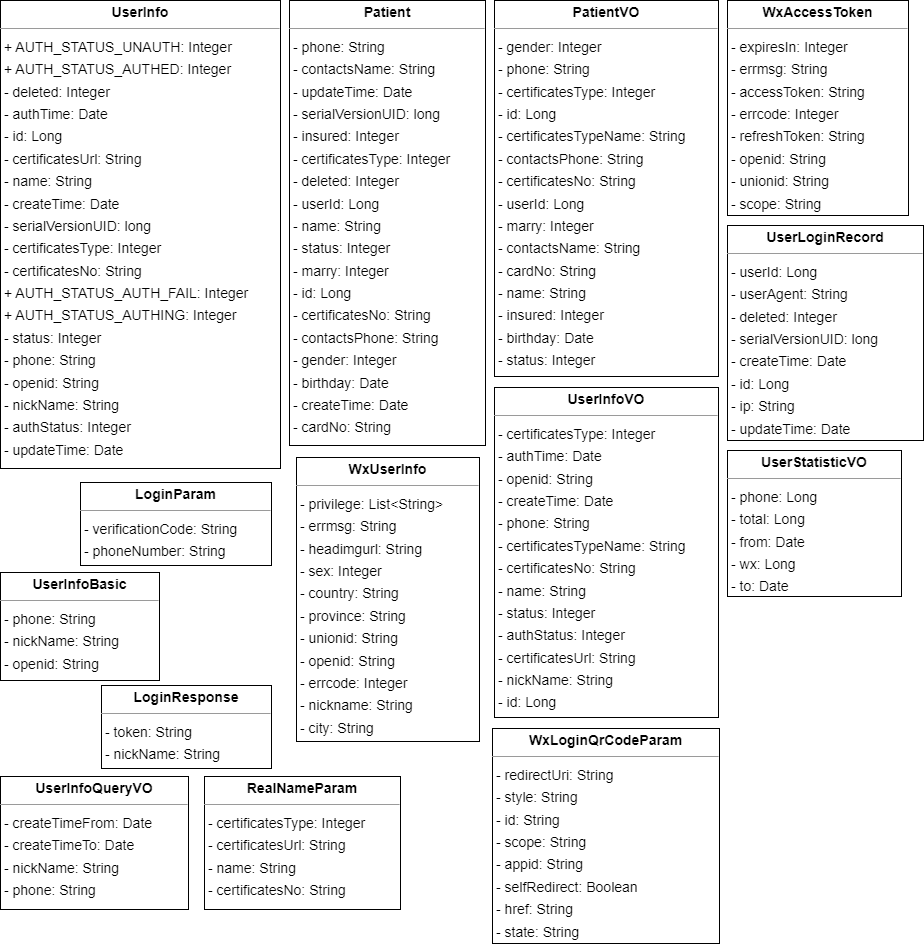 UserInfo
+ AUTH_STATUS_UNAUTH: Integer
+ AUTH_STATUS_AUTHED: Integer
- deleted: Integer
- authTime: Date
- id: Long
- certificatesUrl: String
- name: String
- createTime: Date
- serialVersionUID: long
- certificatesType: Integer
- certificatesNo: String
+ AUTH_STATUS_AUTH_FAIL: Integer
+ AUTH_STATUS_AUTHING: Integer
- status: Integer
- phone: String
- openid: String
- nickName: String
- authStatus: Integer
- updateTime: Date
Patient
- phone: String
- contactsName: String
- updateTime: Date
- serialVersionUID: long
- insured: Integer
- certificatesType: Integer
- deleted: Integer
- userId: Long
- name: String
- status: Integer
- marry: Integer
- id: Long
- certificatesNo: String
- contactsPhone: String
- gender: Integer
- birthday: Date
- createTime: Date
- cardNo: String
PatientVO
- gender: Integer
- phone: String
- certificatesType: Integer
- id: Long
- certificatesTypeName: String
- contactsPhone: String
- certificatesNo: String
- userId: Long
- marry: Integer
- contactsName: String
- cardNo: String
- name: String
- insured: Integer
- birthday: Date
- status: Integer
WxAccessToken
- expiresIn: Integer
- errmsg: String
- accessToken: String
- errcode: Integer
- refreshToken: String
- openid: String
- unionid: String
- scope: String
UserLoginRecord
- userId: Long
- userAgent: String
- deleted: Integer
- serialVersionUID: long
- createTime: Date
- id: Long
- ip: String
- updateTime: Date
UserInfoVO
- certificatesType: Integer
- authTime: Date
- openid: String
- createTime: Date
- phone: String
- certificatesTypeName: String
- certificatesNo: String
- name: String
- status: Integer
- authStatus: Integer
- certificatesUrl: String
- nickName: String
- id: Long
UserStatisticVO
- phone: Long
- total: Long
- from: Date
- wx: Long
- to: Date
WxUserInfo
- privilege: List<String>
- errmsg: String
- headimgurl: String
- sex: Integer
- country: String
- province: String
- unionid: String
- openid: String
- errcode: Integer
- nickname: String
- city: String
LoginParam
- verificationCode: String
- phoneNumber: String
UserInfoBasic
- phone: String
- nickName: String
- openid: String
LoginResponse
- token: String
- nickName: String
WxLoginQrCodeParam
- redirectUri: String
- style: String
- id: String
- scope: String
- appid: String
- selfRedirect: Boolean
- href: String
- state: String
UserInfoQueryVO
- createTimeFrom: Date
- createTimeTo: Date
- nickName: String
- phone: String
RealNameParam
- certificatesType: Integer
- certificatesUrl: String
- name: String
- certificatesNo: String